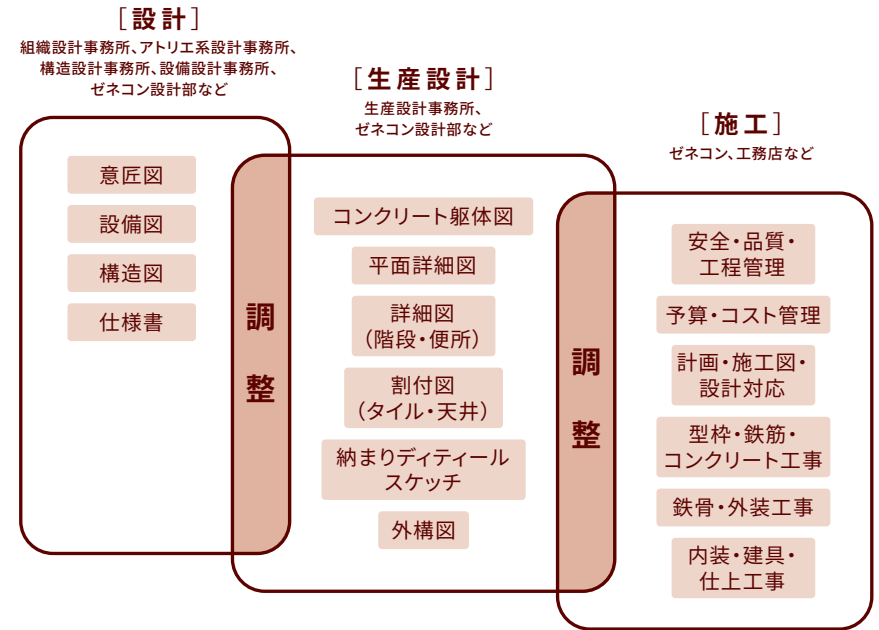 ［設計］
組織設計事務所、アトリエ系設計事務所、
構造設計事務所、設備設計事務所、
ゼネコン設計部など
意匠図
設備図
構造図
仕様書
調
整
［生産設計］
生産設計事務所、
ゼネコン設計部など
コンクリート躯体図
平面詳細図
詳細図
（階段・便所）
割付図
（タイル・天井）
納まりディティール
スケッチ
外構図
調
整
［施工］
ゼネコン、工務店など
安全・品質・
工程管理
予算・コスト管理
計画・施工図・
設計対応
型枠・鉄筋・
コンクリート工事
鉄骨・外装工事
内装・建具・
仕上工事